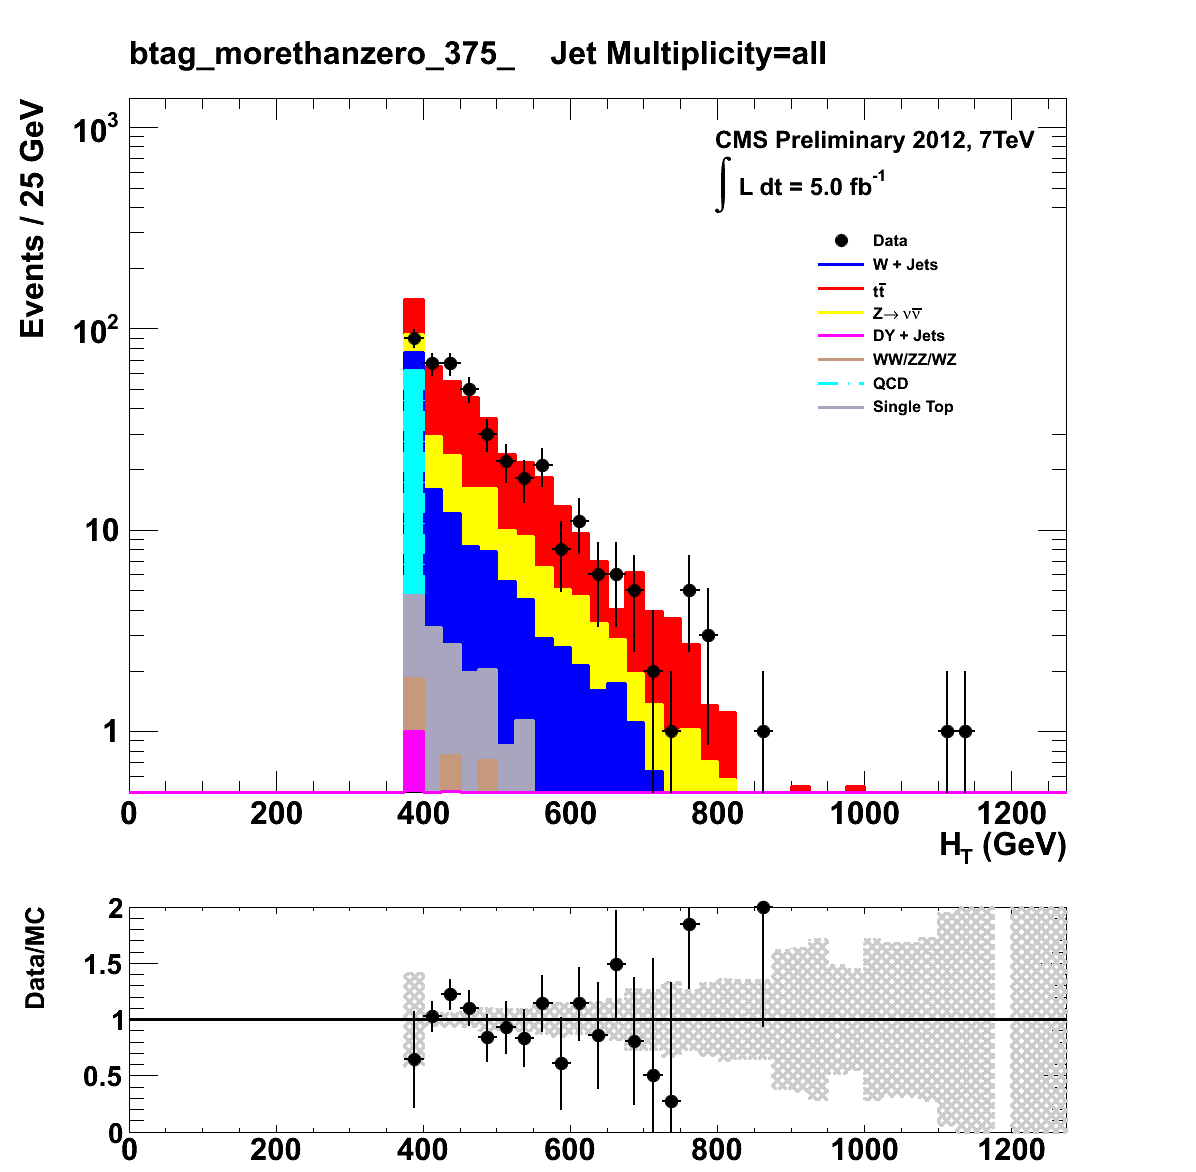 btag_morethanzero_375_ Jet Multiplicity=all
Events / 25 GeV
10³
10²
10
1
CMS Preliminary 2012, 7TeV
∫ L dt = 5.0 fb⁻¹
Data
W + Jets
tt̅
Z→ νν̅
DY + Jets
WW/ZZ/WZ
QCD
Single Top
0 200 400 600 800 1000 1200
H_T (GeV)
Data/MC
2
1.5
1
0.5
0
0 200 400 600 800 1000 1200